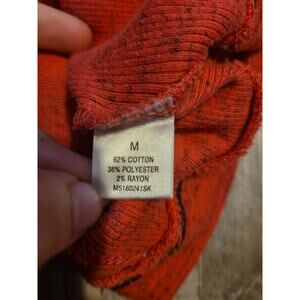 M
62% COTTON
36% POLYESTER
2% RAYON
M5160241SK